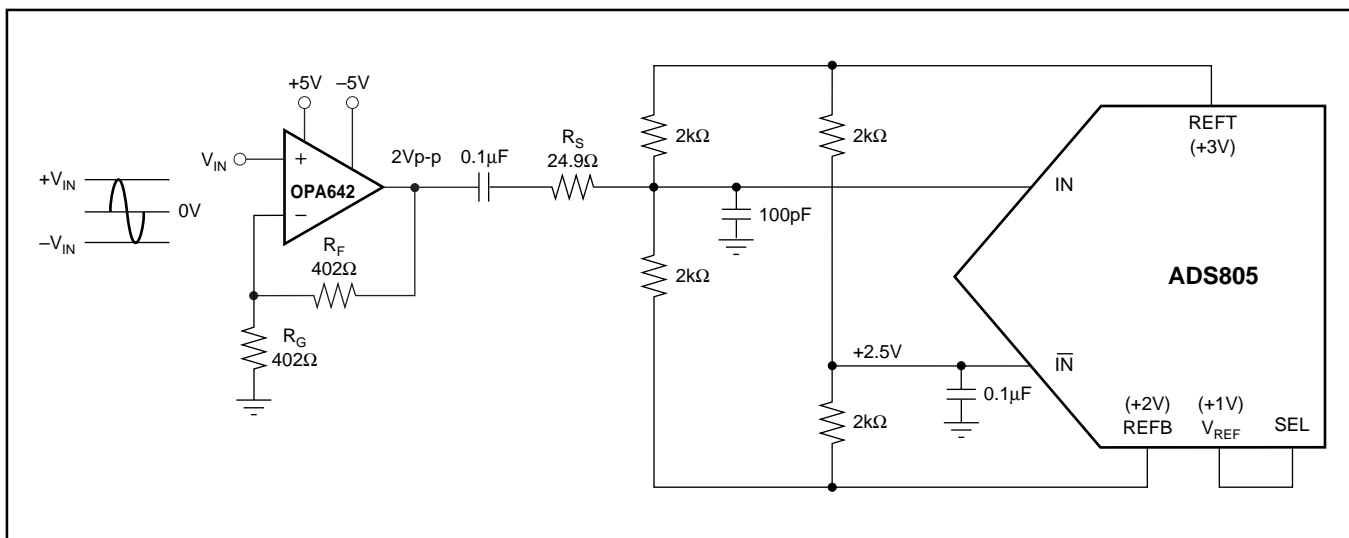 +5V
–5V
V_IN
+
–
OPA642
+V_IN
0V
–V_IN
2Vp-p
0.1μF
R_S
24.9Ω
R_F
402Ω
R_G
402Ω
2kΩ
2kΩ
2kΩ
2kΩ
100pF
+2.5V
0.1μF
REFT
(+3V)
IN
ADS805
I̅N̅
(+2V)
REFB
(+1V)
V_REF
SEL